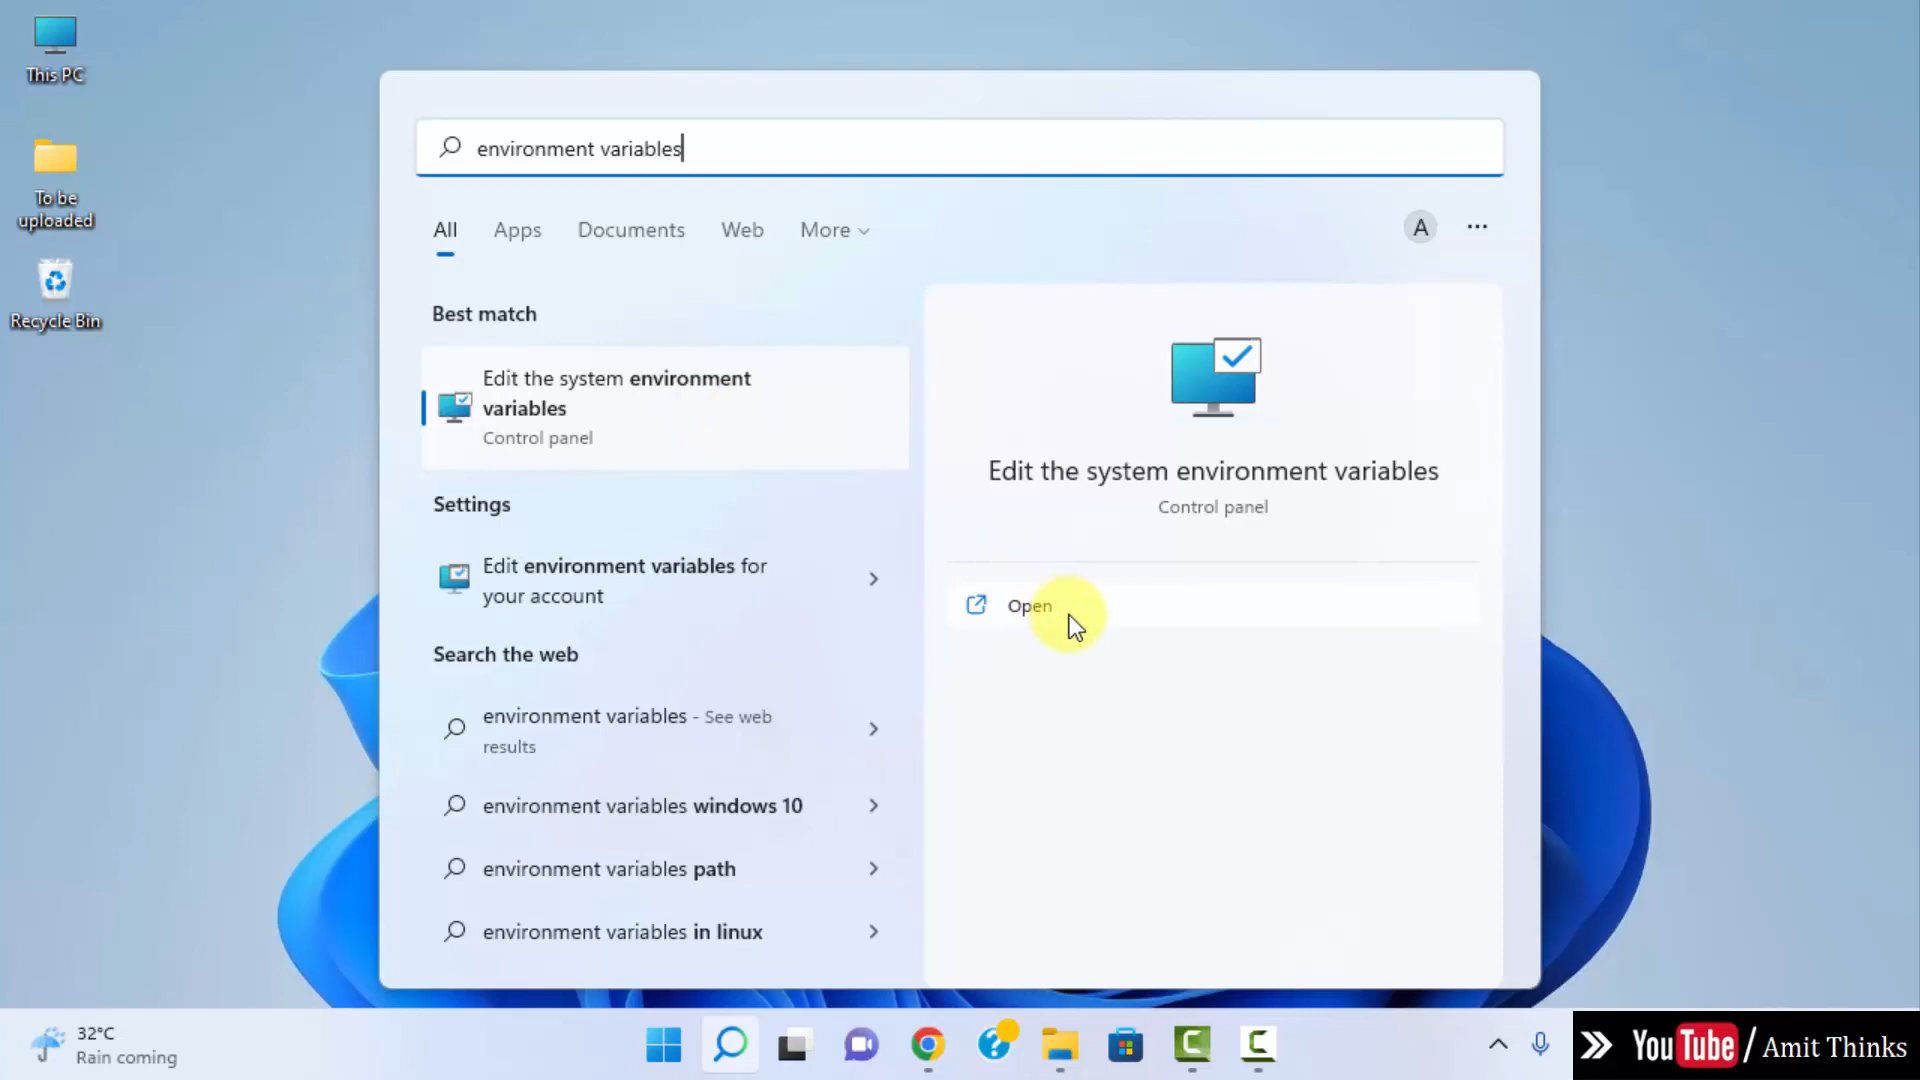 This PC
To be
uploaded
Recycle Bin
environment variables
All
Apps
Documents
Web
More
A
Best match
Edit the system environment
variables
Control panel
Settings
Edit environment variables for
your account
Search the web
environment variables - See web
results
environment variables windows 10
environment variables path
environment variables in linux
Edit the system environment variables
Control panel
Open
32°C
Rain coming
YouTube / Amit Thinks